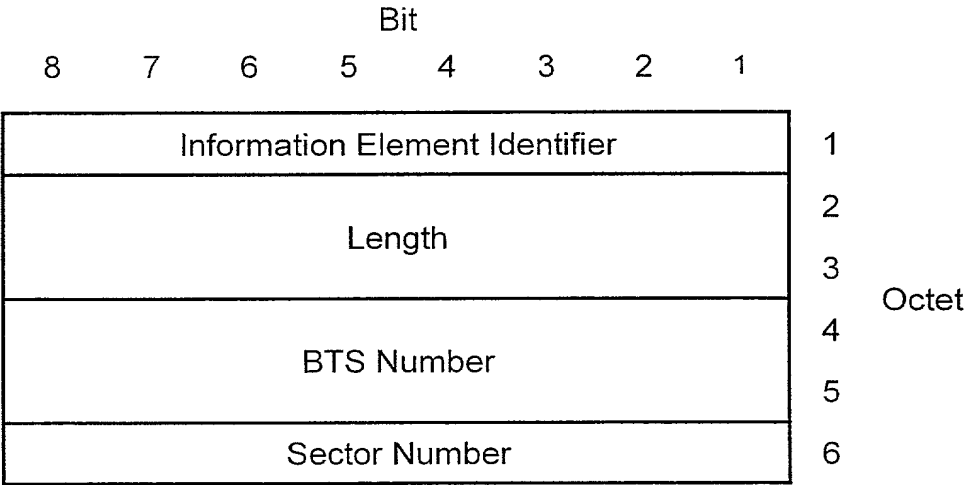 Bit
8 7 6 5 4 3 2 1
Information Element Identifier 1
2
Length
3
Octet
4
BTS Number
5
Sector Number 6